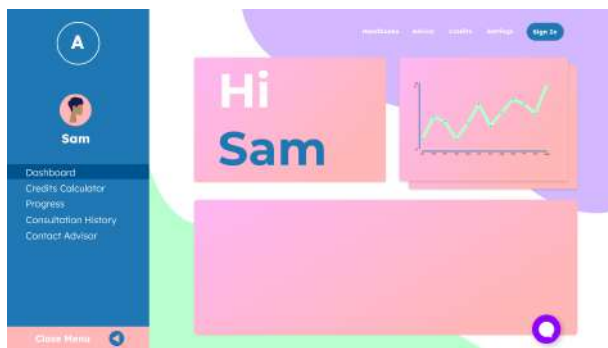 A
Sam
Dashboard
Credits Calculator
Progress
Consultation History
Contact Advisor
Close Menu
Sign In
Hi
Sam